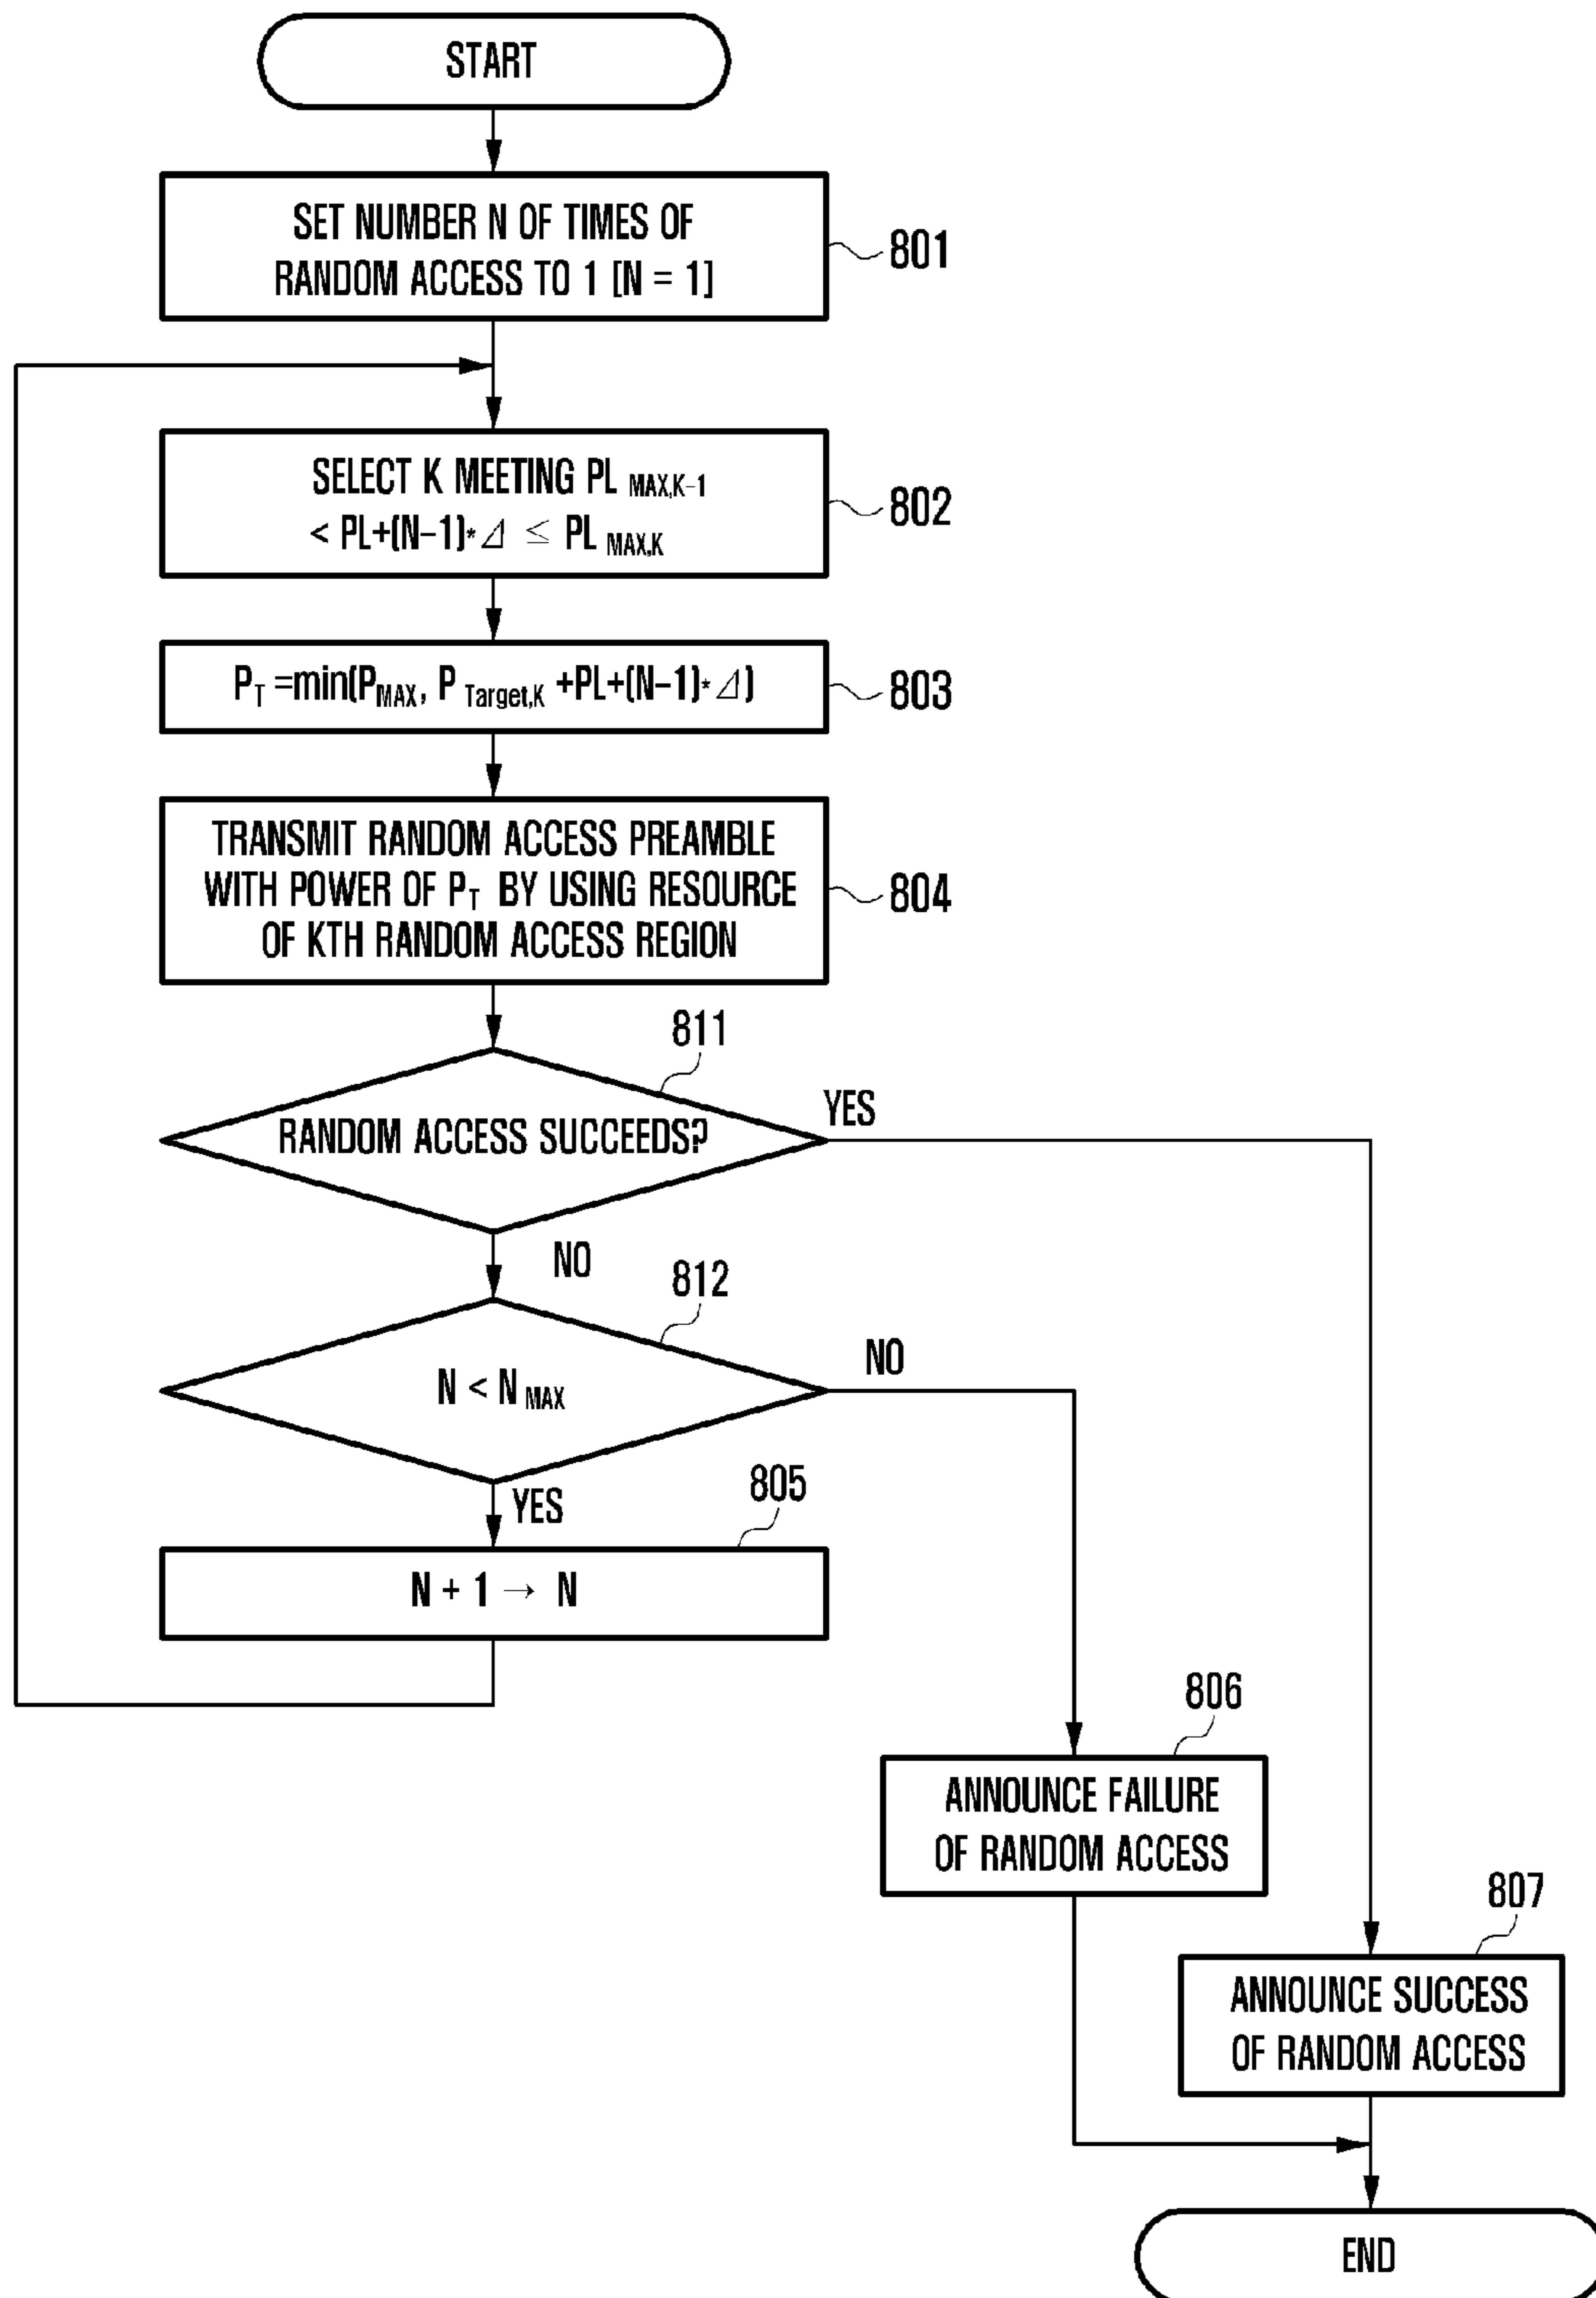 START
SET NUMBER N OF TIMES OF
RANDOM ACCESS TO 1 [N = 1]
801
SELECT K MEETING PL MAX,K-1
< PL+(N-1)*⊿ ≤ PL MAX,K
802
PT =min(PMAX, P Target,K +PL+(N-1)*⊿)
803
TRANSMIT RANDOM ACCESS PREAMBLE
WITH POWER OF PT BY USING RESOURCE
OF KTH RANDOM ACCESS REGION
804
811
RANDOM ACCESS SUCCEEDS?
YES
NO
812
N < N MAX
NO
YES
805
N + 1 → N
806
ANNOUNCE FAILURE
OF RANDOM ACCESS
807
ANNOUNCE SUCCESS
OF RANDOM ACCESS
END